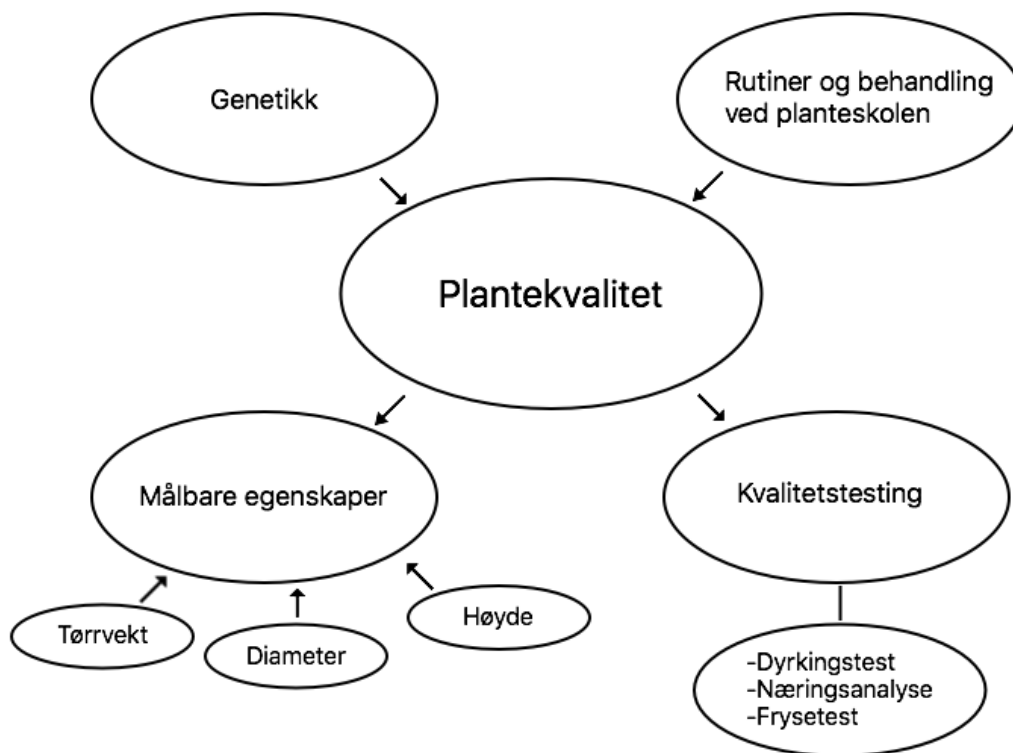 Genetikk
Rutiner og behandling
ved planteskolen
Plantekvalitet
Målbare egenskaper
Kvalitetstesting
Tørrvekt
Diameter
Høyde
-Dyrkingstest
-Næringsanalyse
-Frysetest